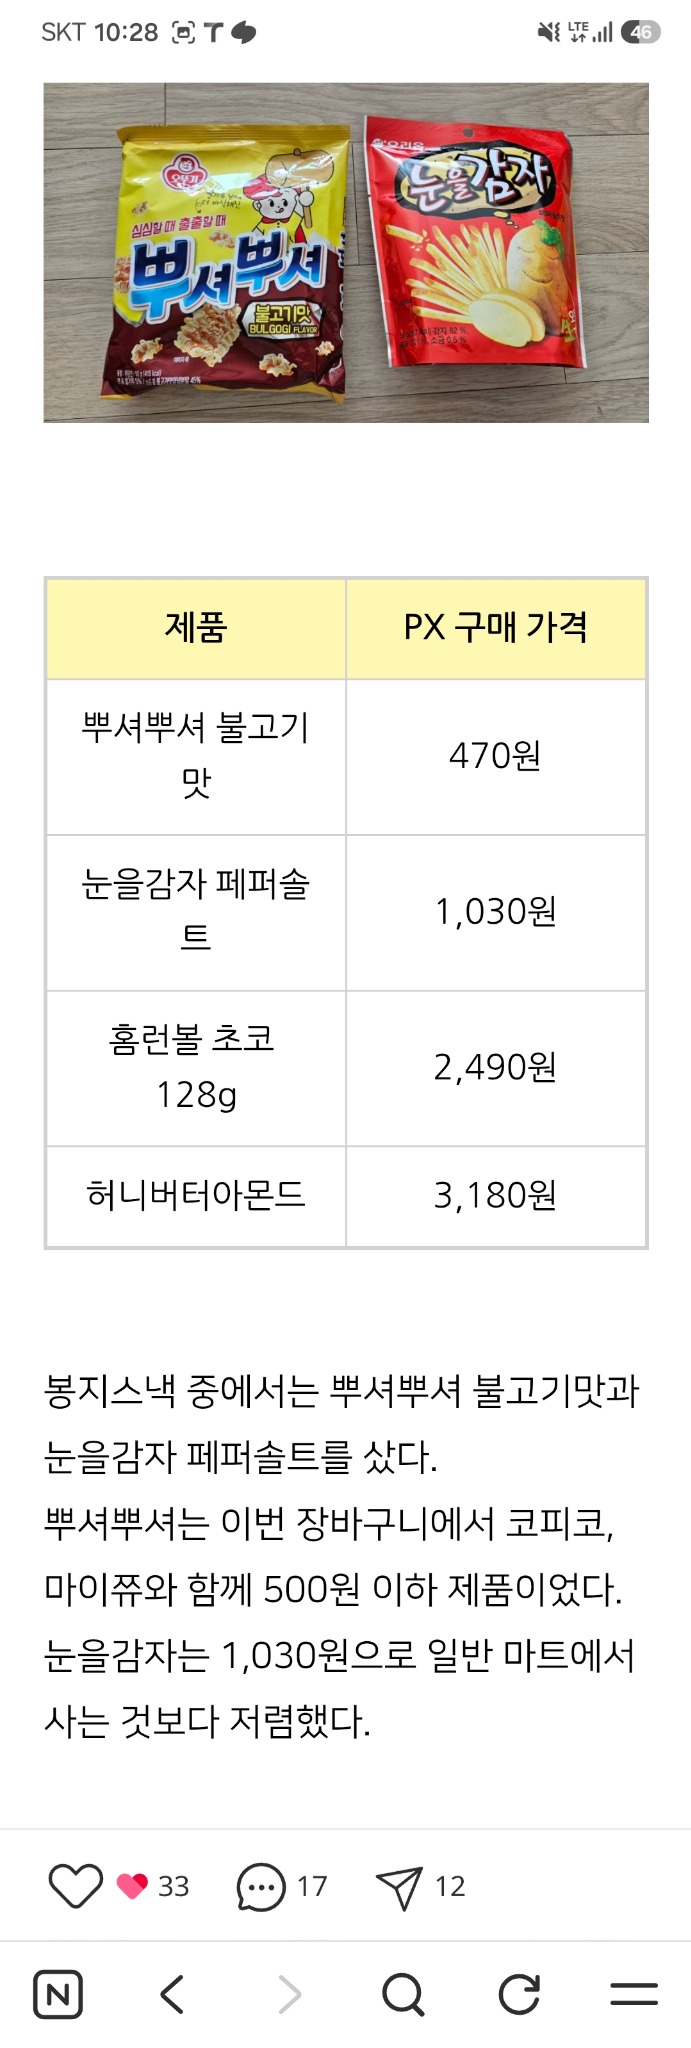 SKT 10:28
LTE
46
오뚜기
심심할 때 출출할 때
뿌셔뿌셔
불고기맛
BULGOGI FLAVOR
오리온
눈을감자
제품
PX 구매 가격
뿌셔뿌셔 불고기
맛
470원
눈을감자 페퍼솔
트
1,030원
홈런볼 초코
128g
2,490원
허니버터아몬드
3,180원
봉지스낵 중에서는 뿌셔뿌셔 불고기맛과
눈을감자 페퍼솔트를 샀다.
뿌셔뿌셔는 이번 장바구니에서 코피코,
마이쮸와 함께 500원 이하 제품이었다.
눈을감자는 1,030원으로 일반 마트에서
사는 것보다 저렴했다.
33
17
12
N